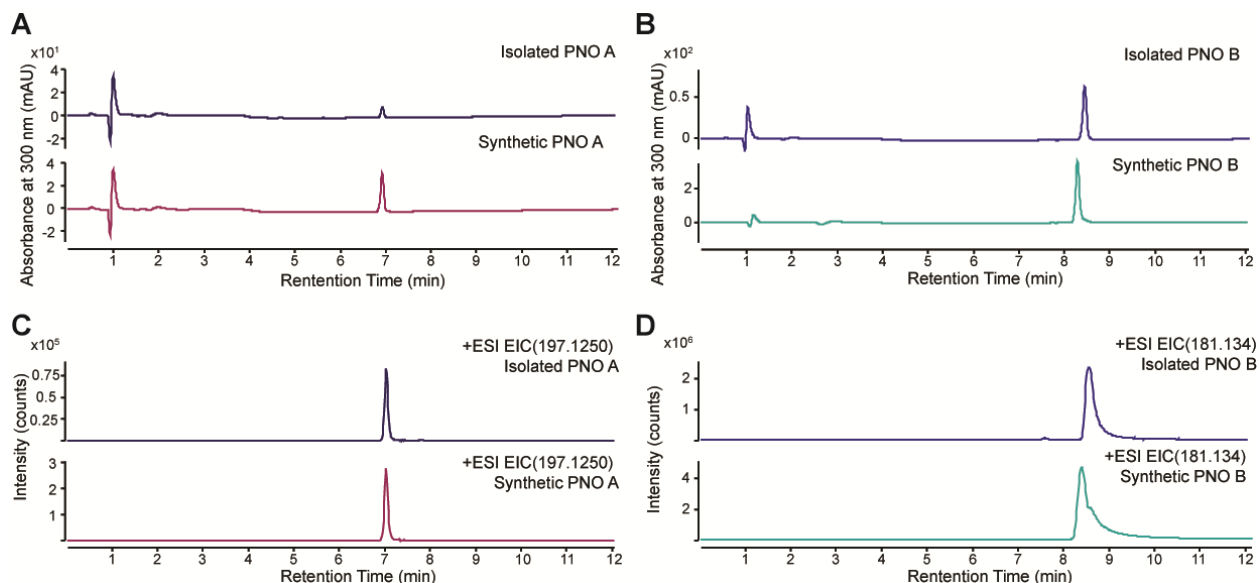 A
x10¹
Isolated PNO A
4
2
0
-2
Synthetic PNO A
4
2
0
-2
Absorbance at 300 nm (mAU)
1 2 3 4 5 6 7 8 9 10 11 12
Rentention Time (min)
B
x10²
Isolated PNO B
0.5
0
Synthetic PNO B
2
0
Absorbance at 300 nm (mAU)
1 2 3 4 5 6 7 8 9 10 11 12
Retention Time (min)
C
x10⁵
+ESI EIC(197.1250)
Isolated PNO A
0.75
0.5
0.25
+ESI EIC(197.1250)
Synthetic PNO A
3
2
1
Intensity (counts)
1 2 3 4 5 6 7 8 9 10 11 12
Retention Time (min)
D
x10⁶
+ESI EIC(181.134)
Isolated PNO B
2
1
+ESI EIC(181.134)
Synthetic PNO B
4
2
Intensity (counts)
1 2 3 4 5 6 7 8 9 10 11 12
Retention Time (min)